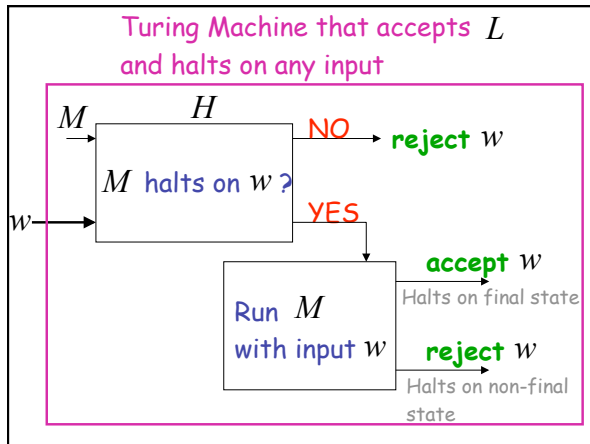 Turing Machine that accepts L
and halts on any input
H
M
NO
reject w
M halts on w ?
w
YES
accept w
Halts on final state
Run M
with input w
reject w
Halts on non-final
state